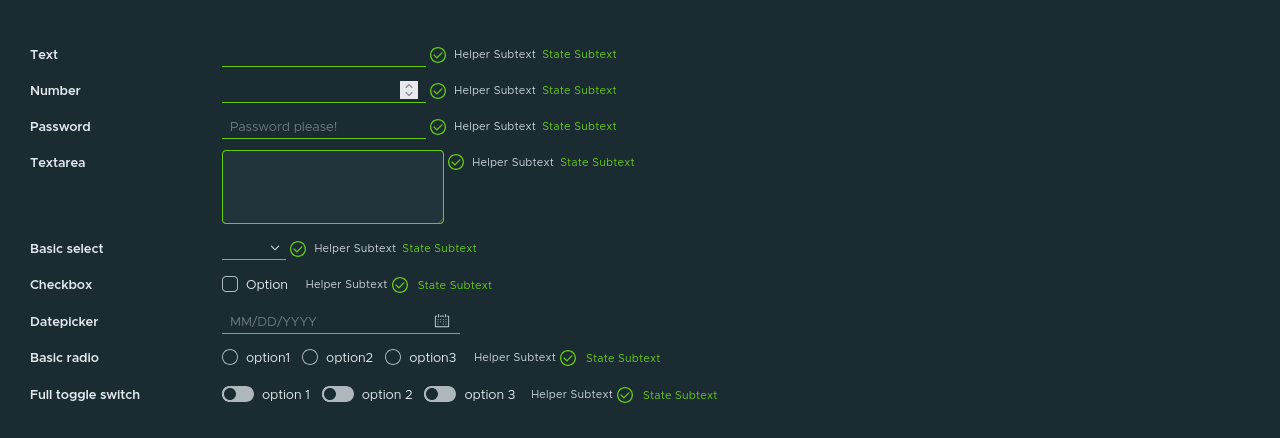 Text Helper Subtext State Subtext
Number Helper Subtext State Subtext
Password Password please! Helper Subtext State Subtext
Textarea Helper Subtext State Subtext
Basic select Helper Subtext State Subtext
Checkbox Option Helper Subtext State Subtext
Datepicker MM/DD/YYYY
Basic radio option1 option2 option3 Helper Subtext State Subtext
Full toggle switch option 1 option 2 option 3 Helper Subtext State Subtext